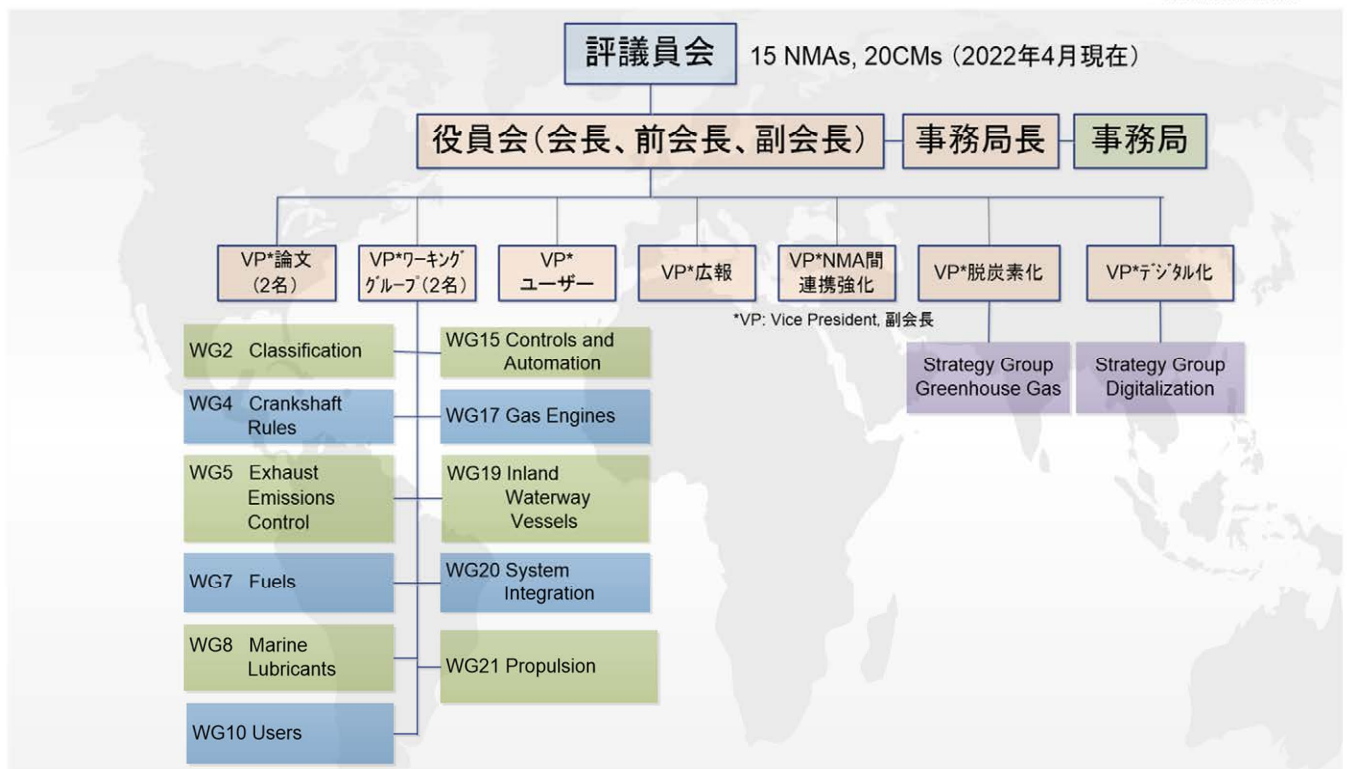 評議員会
15 NMAs, 20CMs (2022年4月現在)
役員会(会長、前会長、副会長)
事務局長
事務局
VP*論文
(2名)
VP*ワーキング
グループ(2名)
VP*
ユーザー
VP*広報
VP*NMA間
連携強化
VP*脱炭素化
VP*デジタル化
*VP: Vice President, 副会長
WG2 Classification
WG15 Controls and
Automation
Strategy Group
Greenhouse Gas
Strategy Group
Digitalization
WG4 Crankshaft
Rules
WG17 Gas Engines
WG5 Exhaust
Emissions
Control
WG19 Inland
Waterway
Vessels
WG7 Fuels
WG20 System
Integration
WG8 Marine
Lubricants
WG21 Propulsion
WG10 Users